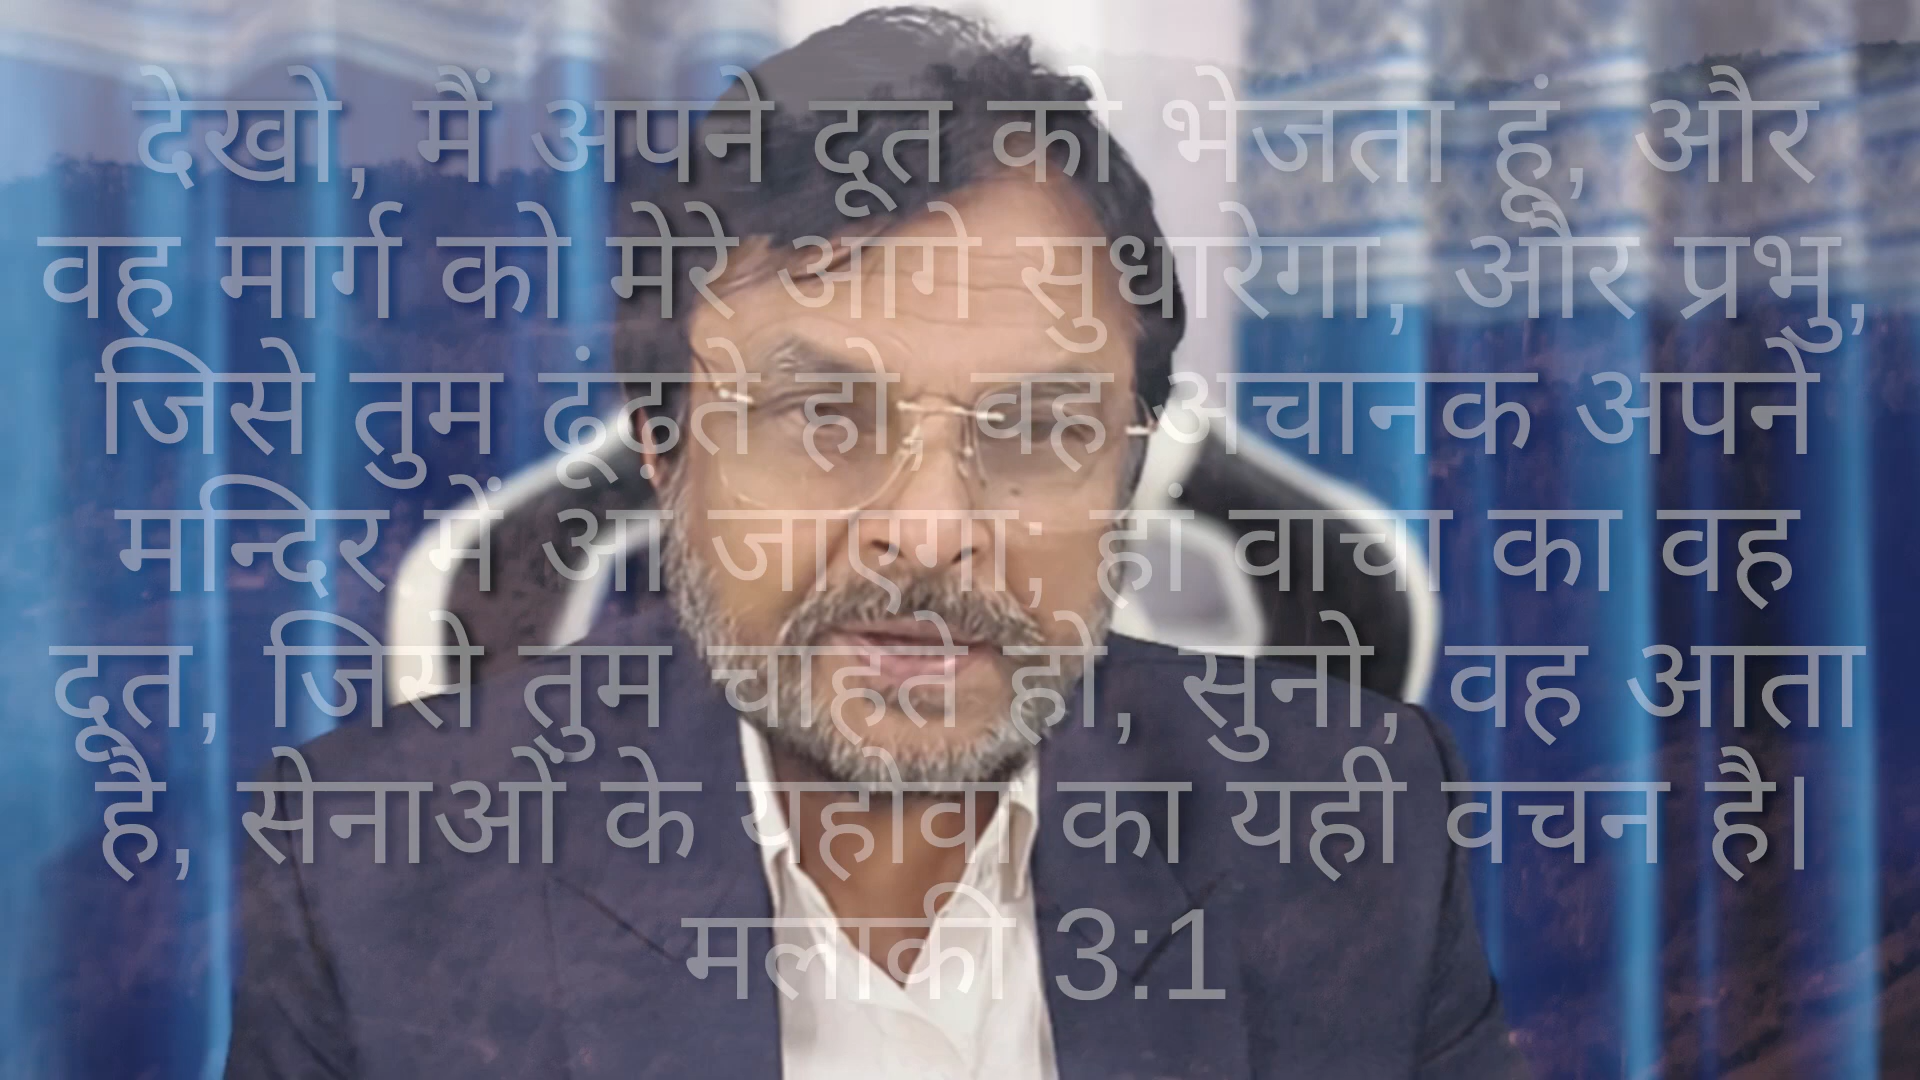 देखो, मैं अपने दूत को भेजता हूं, और
वह मार्ग को मेरे आगे सुधारेगा, और प्रभु,
जिसे तुम ढूंढ़ते हो, वह अचानक अपने
मन्दिर में आ जाएगा; हां वाचा का वह
दूत, जिसे तुम चाहते हो, सुनो, वह आता
है, सेनाओं के यहोवा का यही वचन है।
मलाकी 3:1